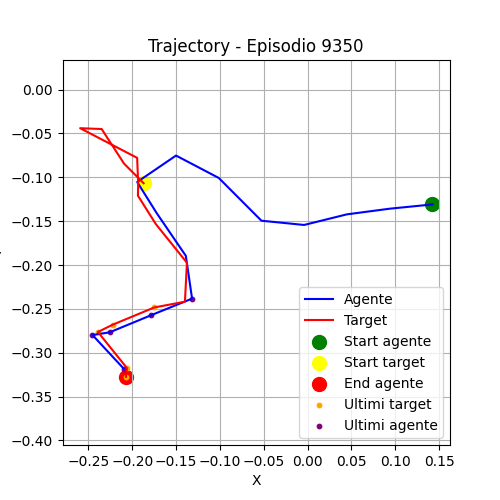 Trajectory - Episodio 9350
0.00
−0.05
−0.10
−0.15
−0.20
−0.25
−0.30
−0.35
−0.40
Agente
Target
Start agente
Start target
End agente
Ultimi target
Ultimi agente
−0.25 −0.20 −0.15 −0.10 −0.05 0.00 0.05 0.10 0.15
X